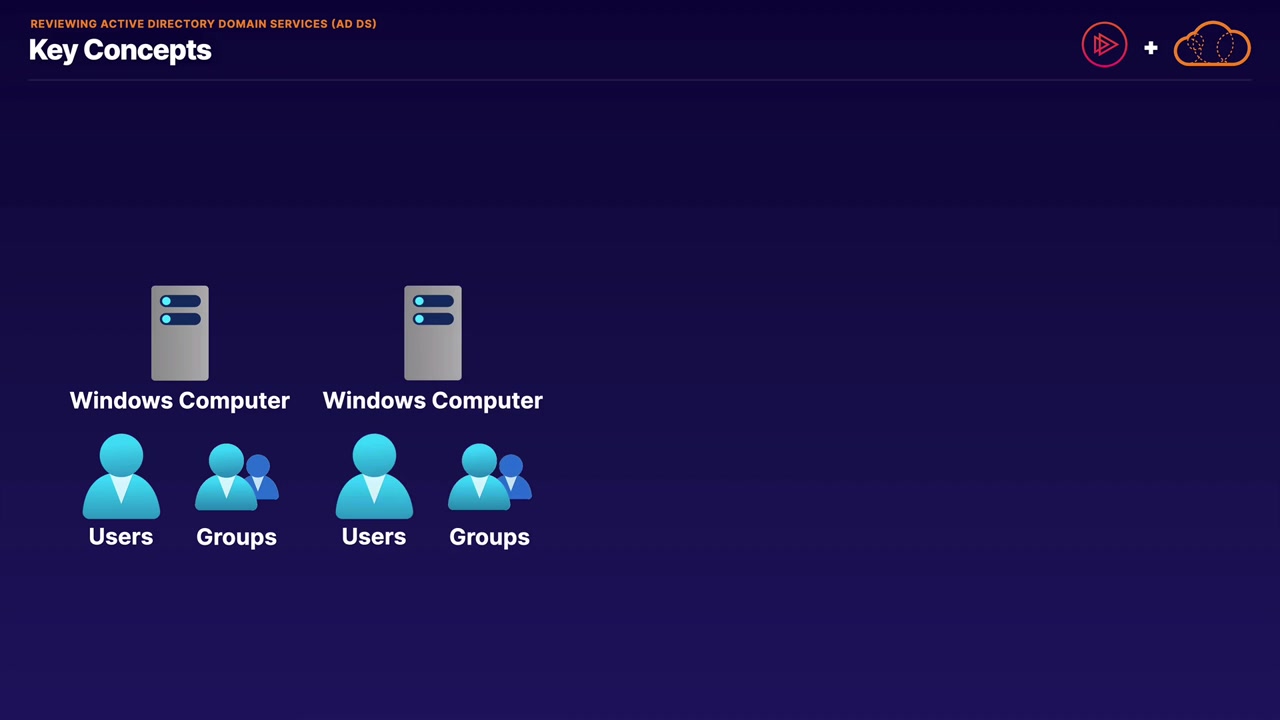 REVIEWING ACTIVE DIRECTORY DOMAIN SERVICES (AD DS)
Key Concepts
+
Windows Computer
Windows Computer
Users
Groups
Users
Groups